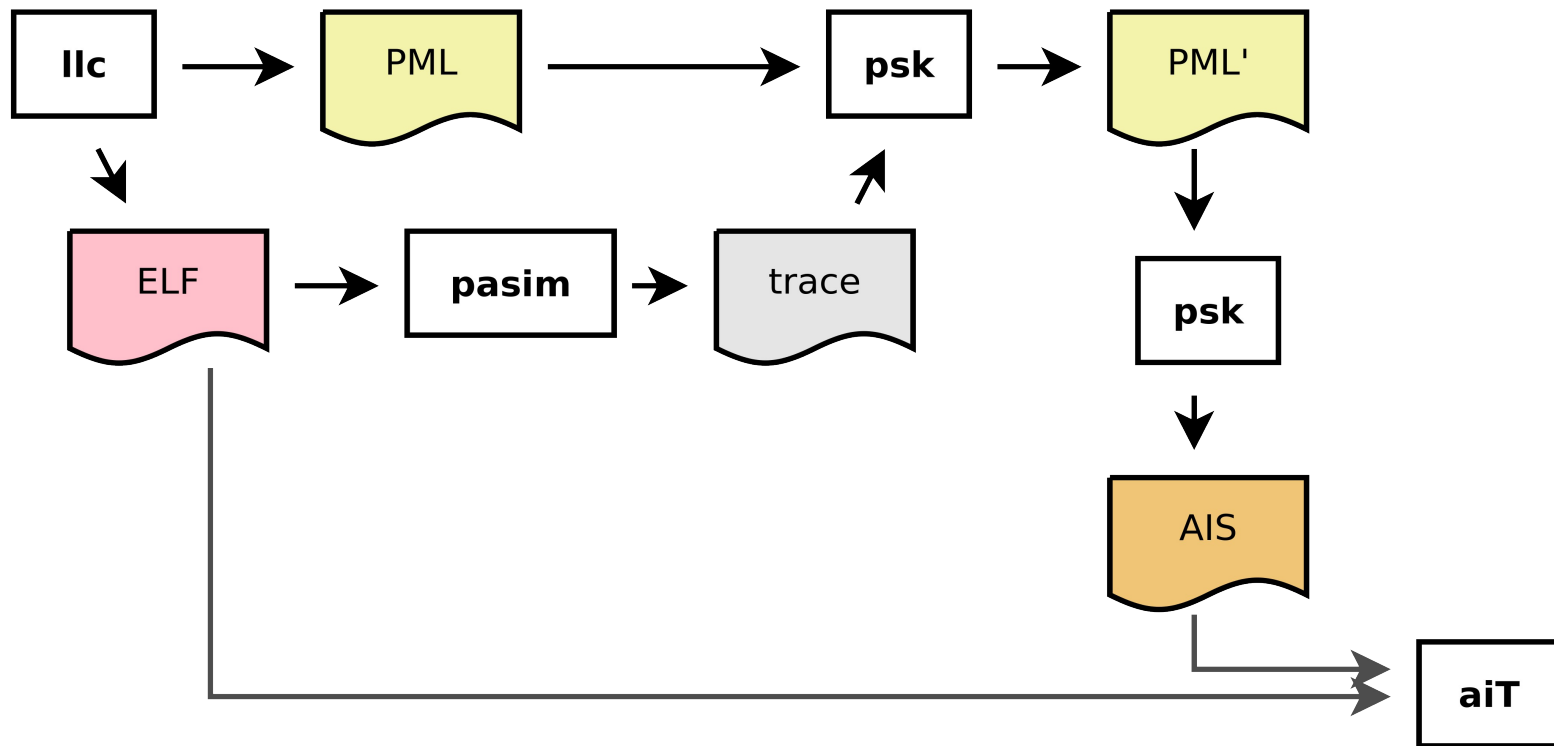 llc
PML
psk
PML'
ELF
pasim
trace
psk
AIS
aiT